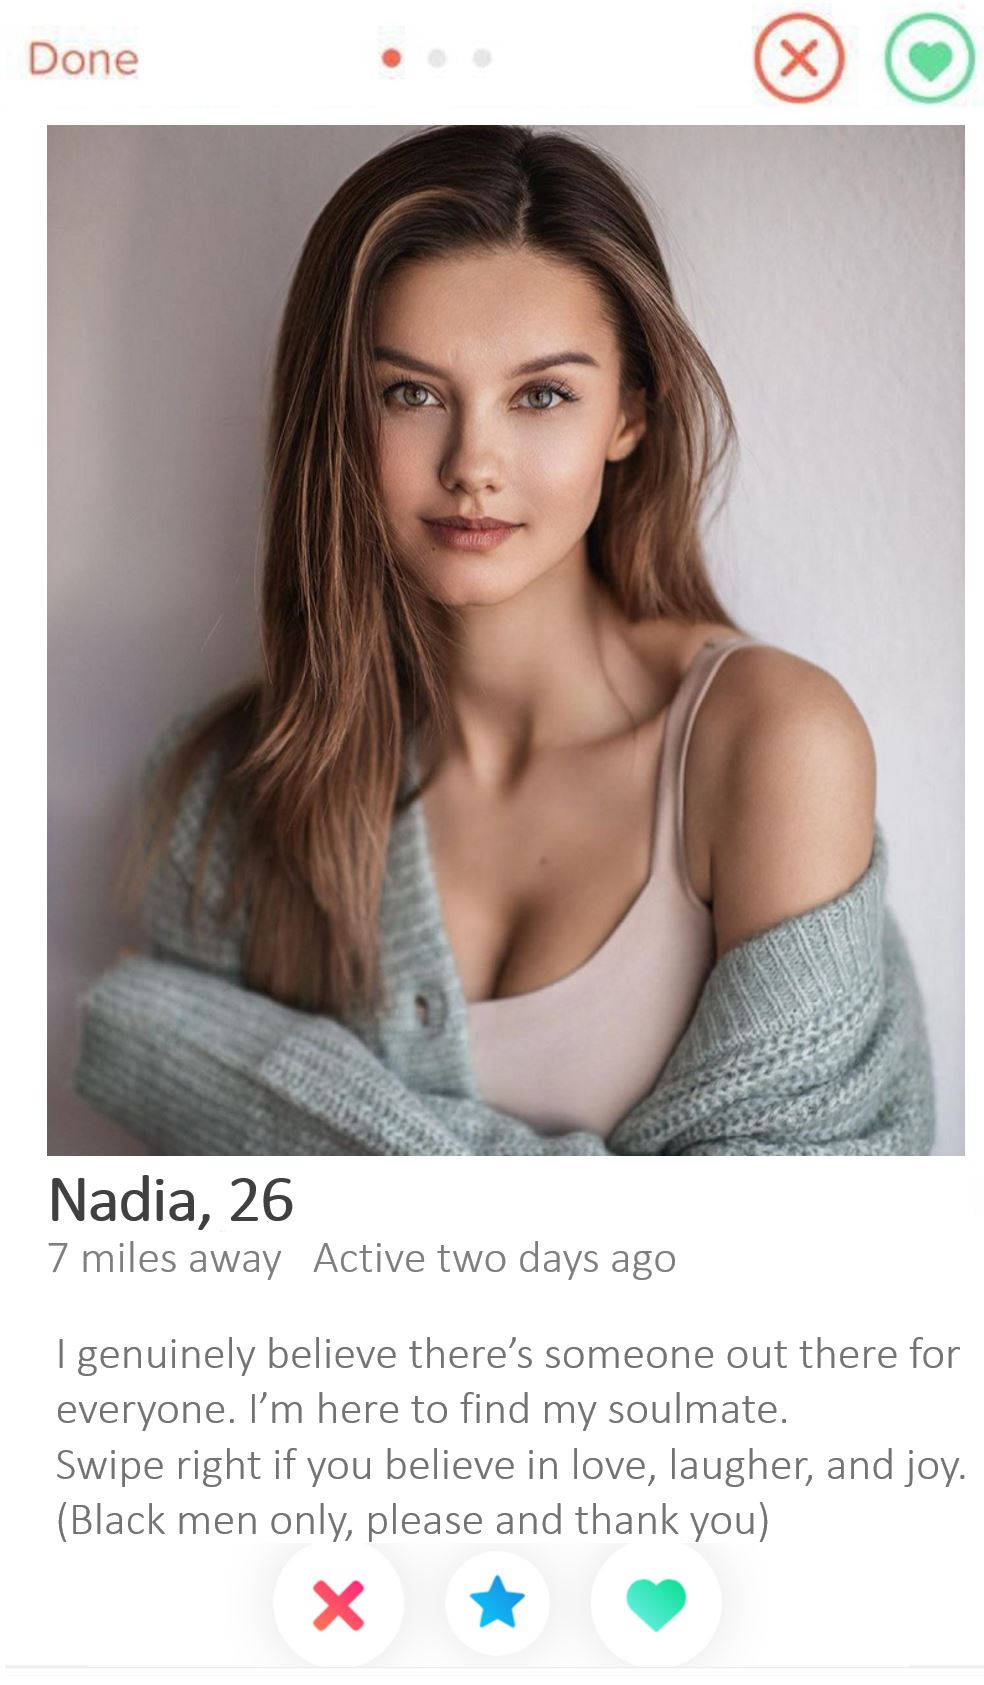 Done
Nadia, 26
7 miles away   Active two days ago
I genuinely believe there’s someone out there for
everyone. I’m here to find my soulmate.
Swipe right if you believe in love, laugher, and joy.
(Black men only, please and thank you)